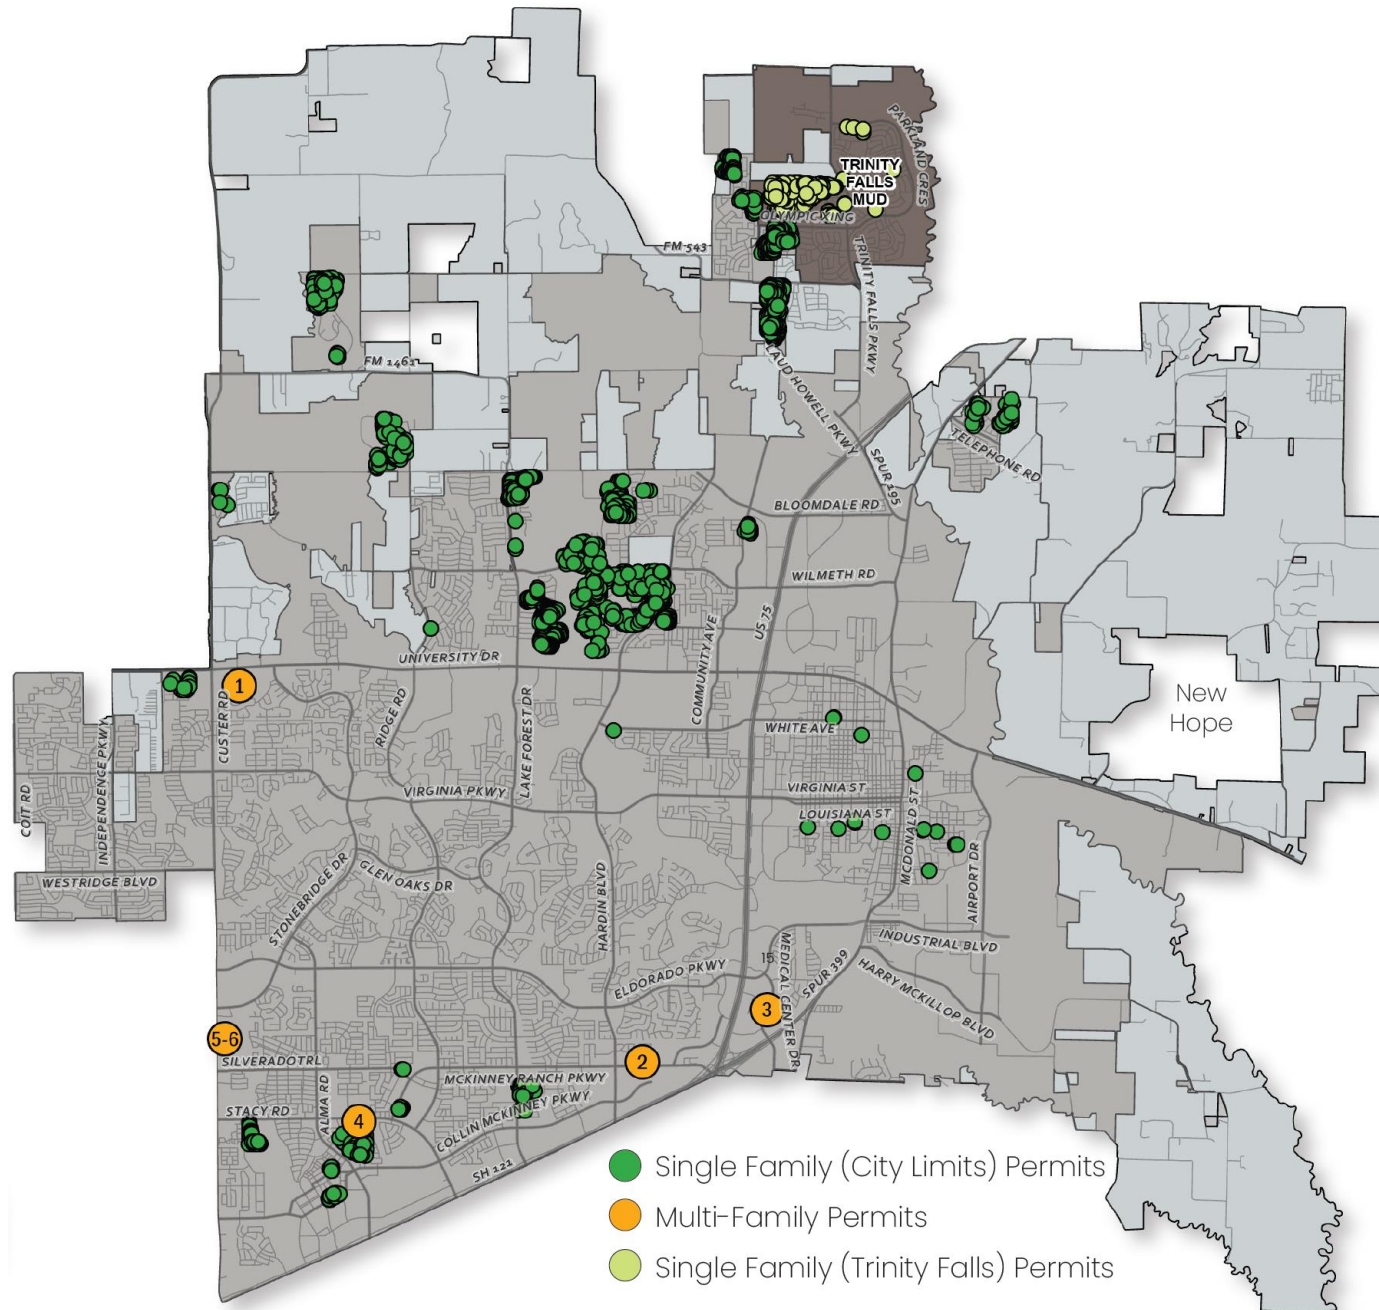 PARKLAND CRES
TRINITY
FALLS
MUD
OLYMPIC XING
FM 543
TRINITY FALLS PKWY
FM 1461
LAUD HOWELL PKWY
SPUR 195
TELEPHONE RD
BLOOMDALE RD
WILMETH RD
US 75
COMMUNITY AVE
UNIVERSITY DR
1
CUSTER RD
RIDGE RD
LAKE FOREST DR
WHITE AVE
New
Hope
INDEPENDENCE PKWY
COIT RD
VIRGINIA PKWY
VIRGINIA ST
LOUISIANA ST
MCDONALD ST
AIRPORT DR
WESTRIDGE BLVD
STONEBRIDGE DR
GLEN OAKS DR
HARDIN BLVD
INDUSTRIAL BLVD
ELDORADO PKWY
15
MEDICAL CENTER DR
SPUR 399
HARRY MCKILLOP BLVD
3
5-6
SILVERADO TRL
2
MCKINNEY RANCH PKWY
COLLIN MCKINNEY PKWY
STACY RD
ALMA RD
4
SH 121
Single Family (City Limits) Permits
Multi-Family Permits
Single Family (Trinity Falls) Permits